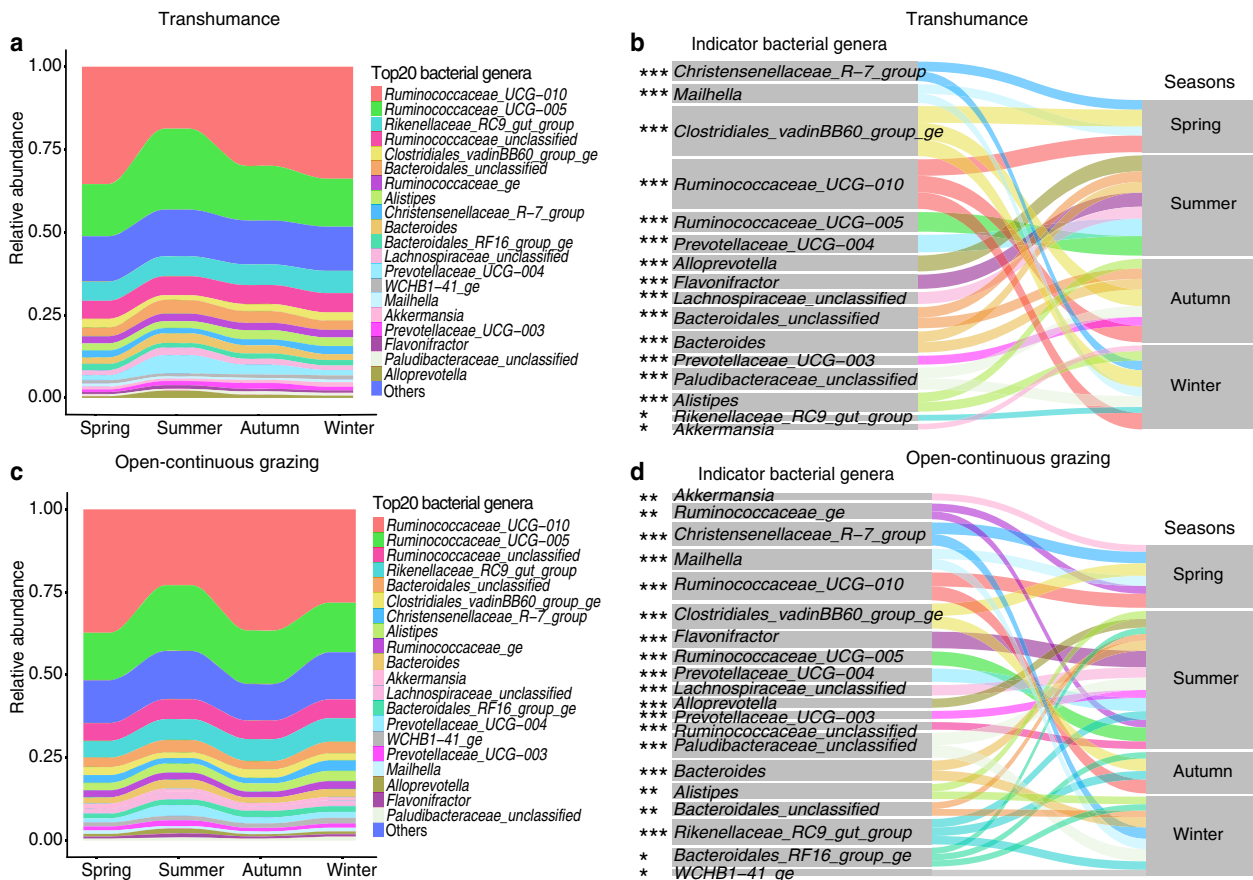 Transhumance
a
Relative abundance
1.00
0.75
0.50
0.25
0.00
Spring Summer Autumn Winter
Top20 bacterial genera
Ruminococcaceae_UCG−010
Ruminococcaceae_UCG−005
Rikenellaceae_RC9_gut_group
Ruminococcaceae_unclassified
Clostridiales_vadinBB60_group_ge
Bacteroidales_unclassified
Ruminococcaceae_ge
Alistipes
Christensenellaceae_R−7_group
Bacteroides
Bacteroidales_RF16_group_ge
Lachnospiraceae_unclassified
Prevotellaceae_UCG−004
WCHB1−41_ge
Mailhella
Akkermansia
Prevotellaceae_UCG−003
Flavonifractor
Paludibacteraceae_unclassified
Alloprevotella
Others
Transhumance
b
Indicator bacterial genera
*** Christensenellaceae_R−7_group
*** Mailhella
*** Clostridiales_vadinBB60_group_ge
*** Ruminococcaceae_UCG−010
*** Ruminococcaceae_UCG−005
*** Prevotellaceae_UCG−004
*** Alloprevotella
*** Flavonifractor
*** Lachnospiraceae_unclassified
*** Bacteroidales_unclassified
*** Bacteroides
*** Prevotellaceae_UCG−003
*** Paludibacteraceae_unclassified
*** Alistipes
* Rikenellaceae_RC9_gut_group
* Akkermansia
Seasons
Spring
Summer
Autumn
Winter
Open-continuous grazing
c
Relative abundance
1.00
0.75
0.50
0.25
0.00
Spring Summer Autumn Winter
Top20 bacterial genera
Ruminococcaceae_UCG−010
Ruminococcaceae_UCG−005
Ruminococcaceae_unclassified
Rikenellaceae_RC9_gut_group
Bacteroidales_unclassified
Clostridiales_vadinBB60_group_ge
Christensenellaceae_R−7_group
Alistipes
Ruminococcaceae_ge
Bacteroides
Akkermansia
Lachnospiraceae_unclassified
Bacteroidales_RF16_group_ge
Prevotellaceae_UCG−004
WCHB1−41_ge
Prevotellaceae_UCG−003
Mailhella
Alloprevotella
Flavonifractor
Paludibacteraceae_unclassified
Others
Open-continuous grazing
d
Indicator bacterial genera
** Akkermansia
** Ruminococcaceae_ge
*** Christensenellaceae_R−7_group
*** Mailhella
*** Ruminococcaceae_UCG−010
*** Clostridiales_vadinBB60_group_ge
*** Flavonifractor
*** Ruminococcaceae_UCG−005
*** Prevotellaceae_UCG−004
*** Lachnospiraceae_unclassified
*** Alloprevotella
*** Prevotellaceae_UCG−003
*** Ruminococcaceae_unclassified
*** Paludibacteraceae_unclassified
*** Bacteroides
** Alistipes
** Bacteroidales_unclassified
*** Rikenellaceae_RC9_gut_group
* Bacteroidales_RF16_group_ge
* WCHB1−41_ge
Seasons
Spring
Summer
Autumn
Winter